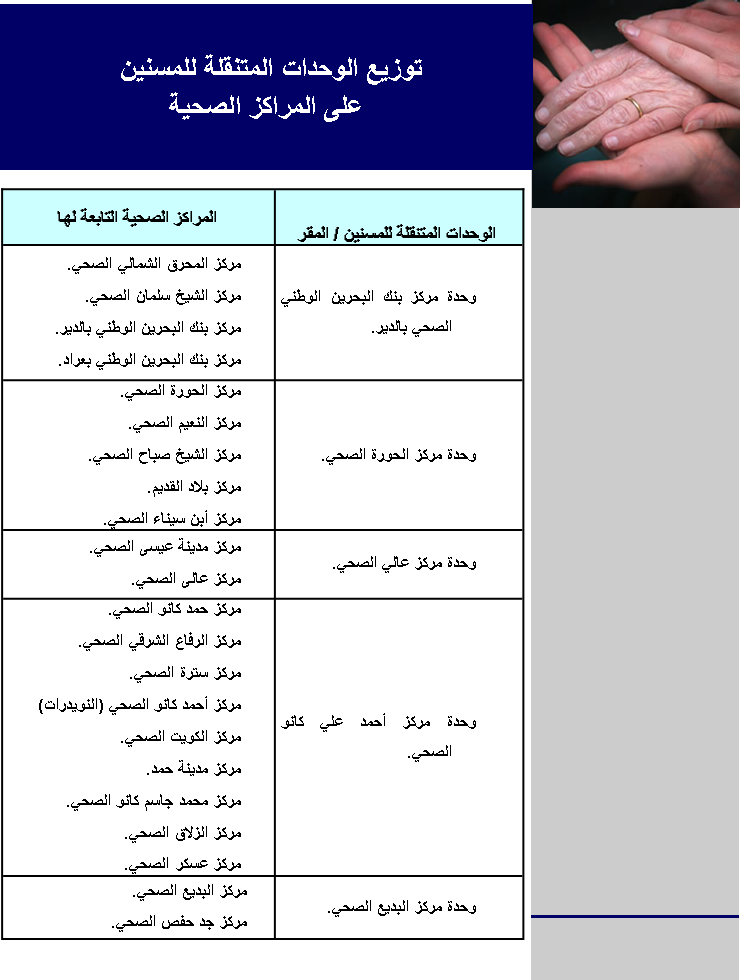 توزيع الوحدات المتنقلة للمسنين
على المراكز الصحية
الوحدات المتنقلة للمسنين / المقر
المراكز الصحية التابعة لها
وحدة مركز بنك البحرين الوطني
الصحي بالدير.
مركز المحرق الشمالي الصحي.
مركز الشيخ سلمان الصحي.
مركز بنك البحرين الوطني بالدير.
مركز بنك البحرين الوطني بعراد.
وحدة مركز الحورة الصحي.
مركز الحورة الصحي.
مركز النعيم الصحي.
مركز الشيخ صباح الصحي.
مركز بلاد القديم.
مركز أبن سيناء الصحي.
وحدة مركز عالي الصحي.
مركز مدينة عيسى الصحي.
مركز عالى الصحي.
وحدة مركز أحمد علي كانو
الصحي.
مركز حمد كانو الصحي.
مركز الرفاع الشرقي الصحي.
مركز سترة الصحي.
مركز أحمد كانو الصحي (النويدرات)
مركز الكويت الصحي.
مركز مدينة حمد.
مركز محمد جاسم كانو الصحي.
مركز الزلاق الصحي.
مركز عسكر الصحي.
وحدة مركز البديع الصحي.
مركز البديع الصحي.
مركز جد حفص الصحي.